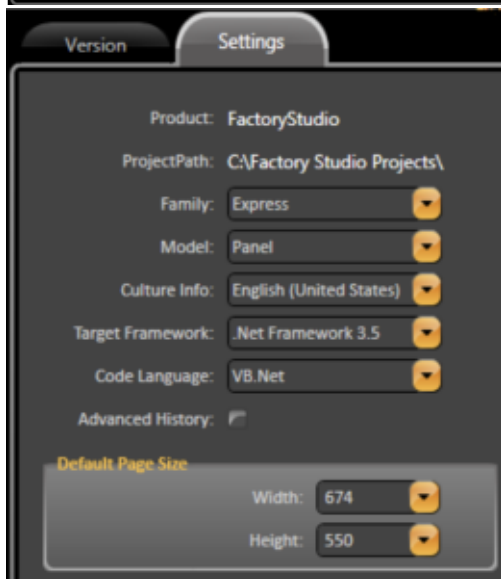 Version Settings
Product: FactoryStudio
ProjectPath: C:\Factory Studio Projects\
Family: Express
Model: Panel
Culture Info: English (United States)
Target Framework: .Net Framework 3.5
Code Language: VB.Net
Advanced History:
Default Page Size
Width: 674
Height: 550